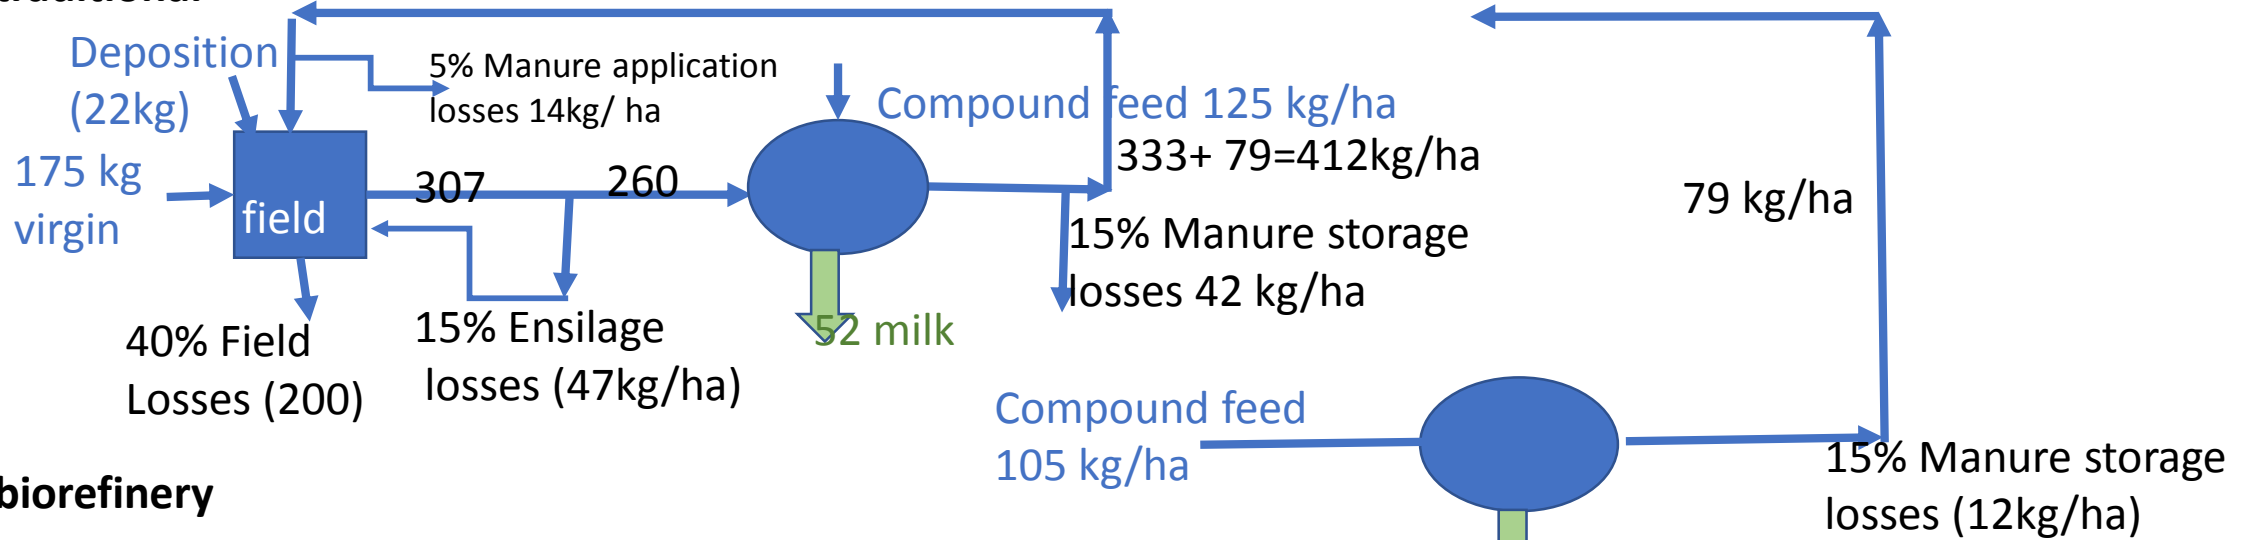 Deposition
(22kg)
175 kg
virgin
field
5% Manure application
losses 14kg/ ha
307
260
Compound feed 125 kg/ha
333+ 79=412kg/ha
79 kg/ha
15% Manure storage
losses 42 kg/ha
40% Field
Losses (200)
15% Ensilage
losses (47kg/ha)
52 milk
Compound feed
105 kg/ha
15% Manure storage
losses (12kg/ha)
biorefinery